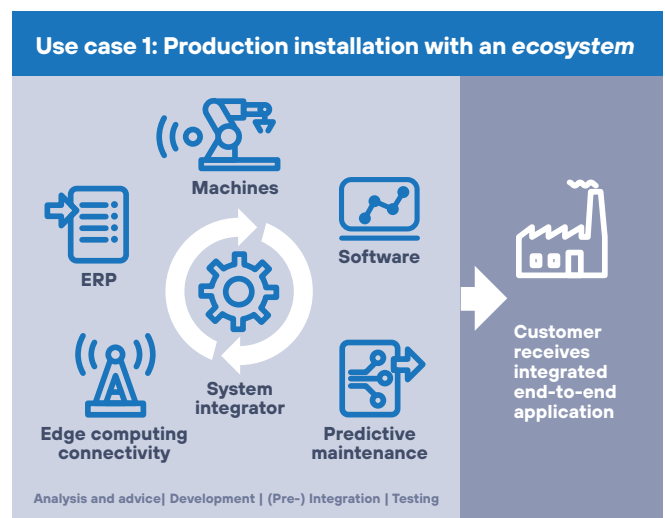 Use case 1: Production installation with an ecosystem
Machines
Software
ERP
System
integrator
Edge computing
connectivity
Predictive
maintenance
Analysis and advice| Development | (Pre-) Integration | Testing
Customer
receives
integrated
end-to-end
application